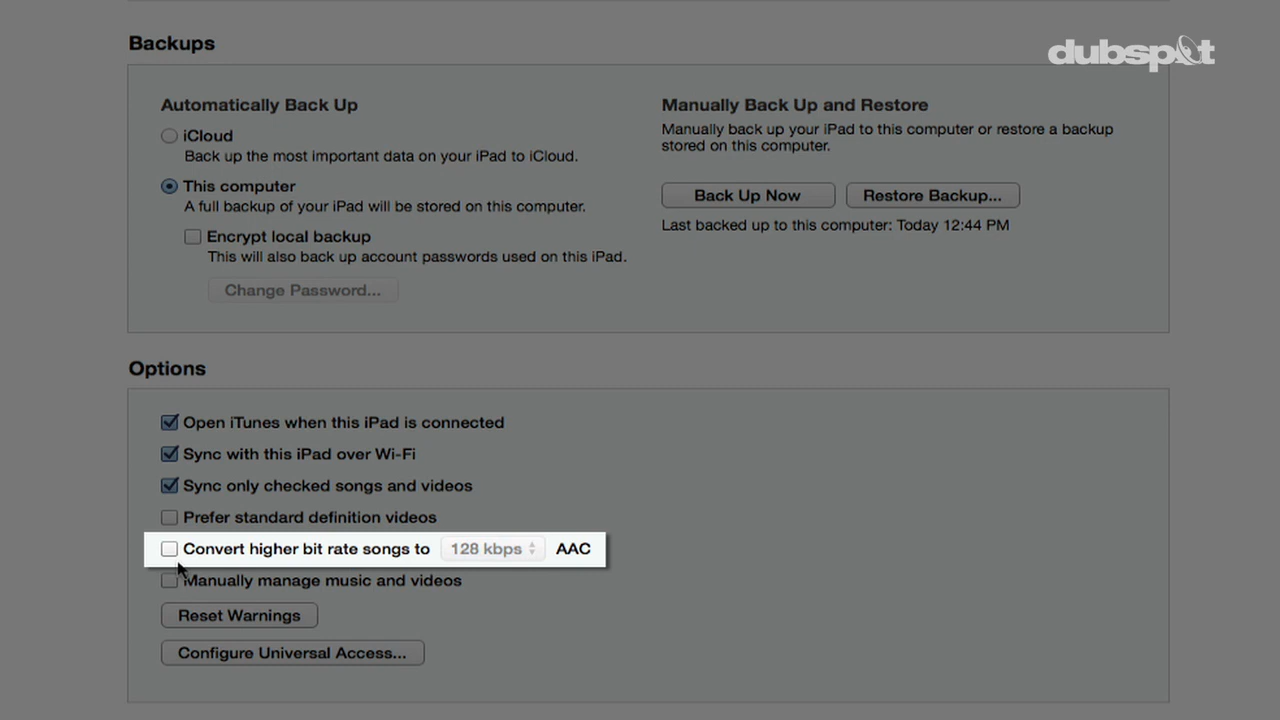 Backups
dubspot
Automatically Back Up
iCloud
Back up the most important data on your iPad to iCloud.
This computer
A full backup of your iPad will be stored on this computer.
Encrypt local backup
This will also back up account passwords used on this iPad.
Change Password...
Manually Back Up and Restore
Manually back up your iPad to this computer or restore a backup
stored on this computer.
Back Up Now
Restore Backup...
Last backed up to this computer: Today 12:44 PM
Options
Open iTunes when this iPad is connected
Sync with this iPad over Wi-Fi
Sync only checked songs and videos
Prefer standard definition videos
Convert higher bit rate songs to 128 kbps AAC
Manually manage music and videos
Reset Warnings
Configure Universal Access...